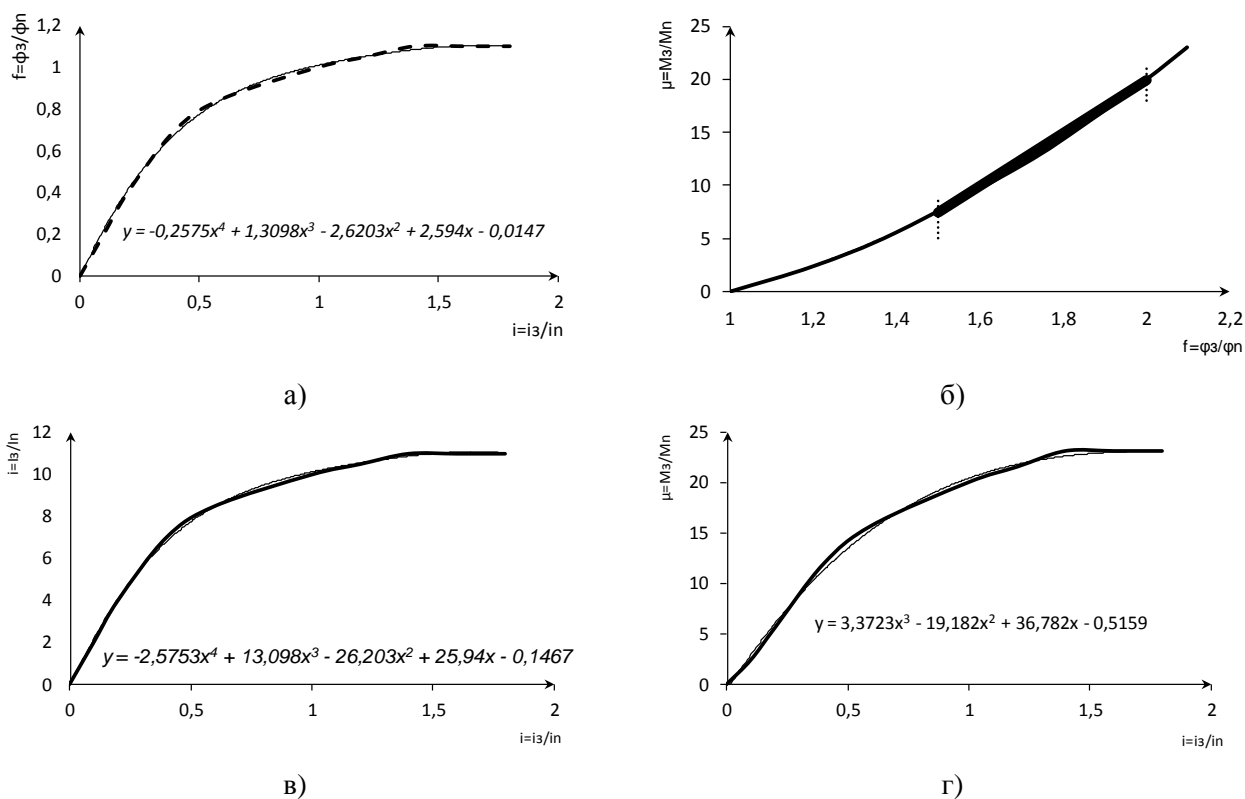 f=ϕз/ϕn
1,2
1
0,8
0,6
0,4
0,2
0
y = -0,2575x⁴ + 1,3098x³ - 2,6203x² + 2,594x - 0,0147
0 0,5 1 1,5 2
i=iз/in
а)
μ=Mз/Mn
25
20
15
10
5
0
1 1,2 1,4 1,6 1,8 2 2,2
f=φз/φn
б)
i=Iз/In
12
10
8
6
4
2
0
y = -2,5753x⁴ + 13,098x³ - 26,203x² + 25,94x - 0,1467
0 0,5 1 1,5 2
i=iз/in
в)
μ=Mз/Mn
25
20
15
10
5
0
y = 3,3723x³ - 19,182x² + 36,782x - 0,5159
0 0,5 1 1,5 2
i=iз/in
г)